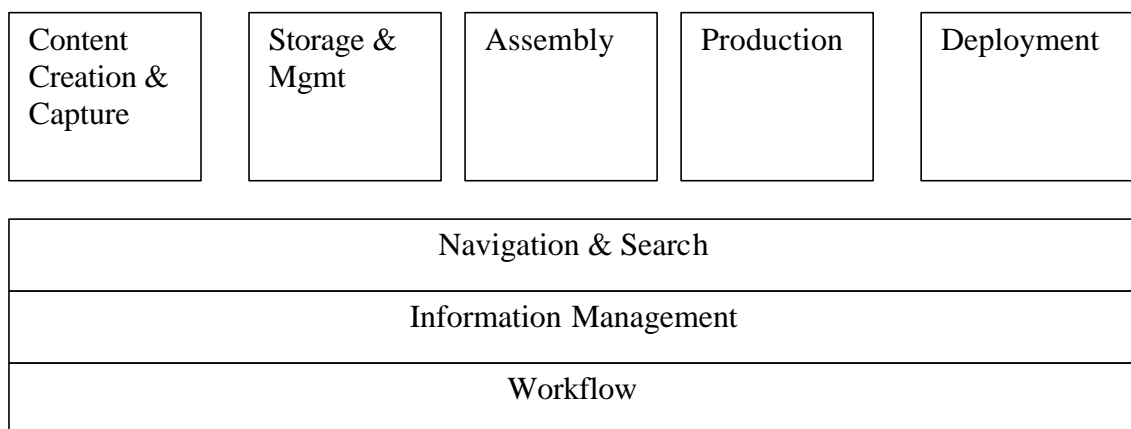 Content
Creation &
Capture
Storage &
Mgmt
Assembly
Production
Deployment
Navigation & Search
Information Management
Workflow